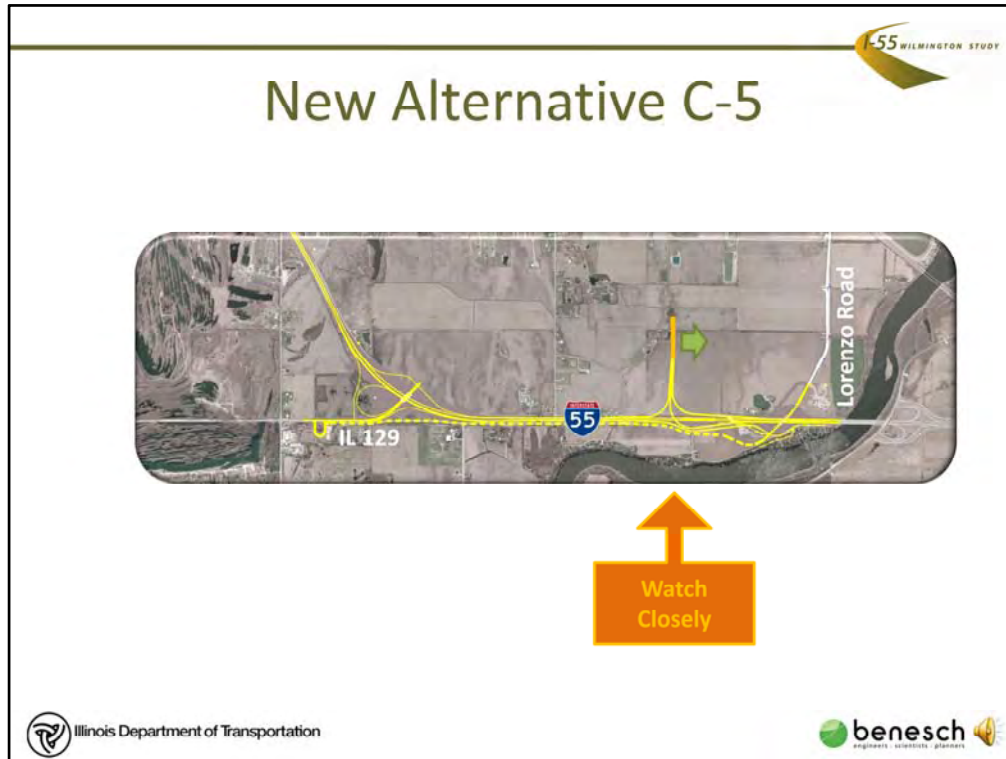 I-55 WILMINGTON STUDY
New Alternative C-5
Lorenzo Road
INTERSTATE
55
IL 129
Watch
Closely
Illinois Department of Transportation
benesch
engineers · scientists · planners